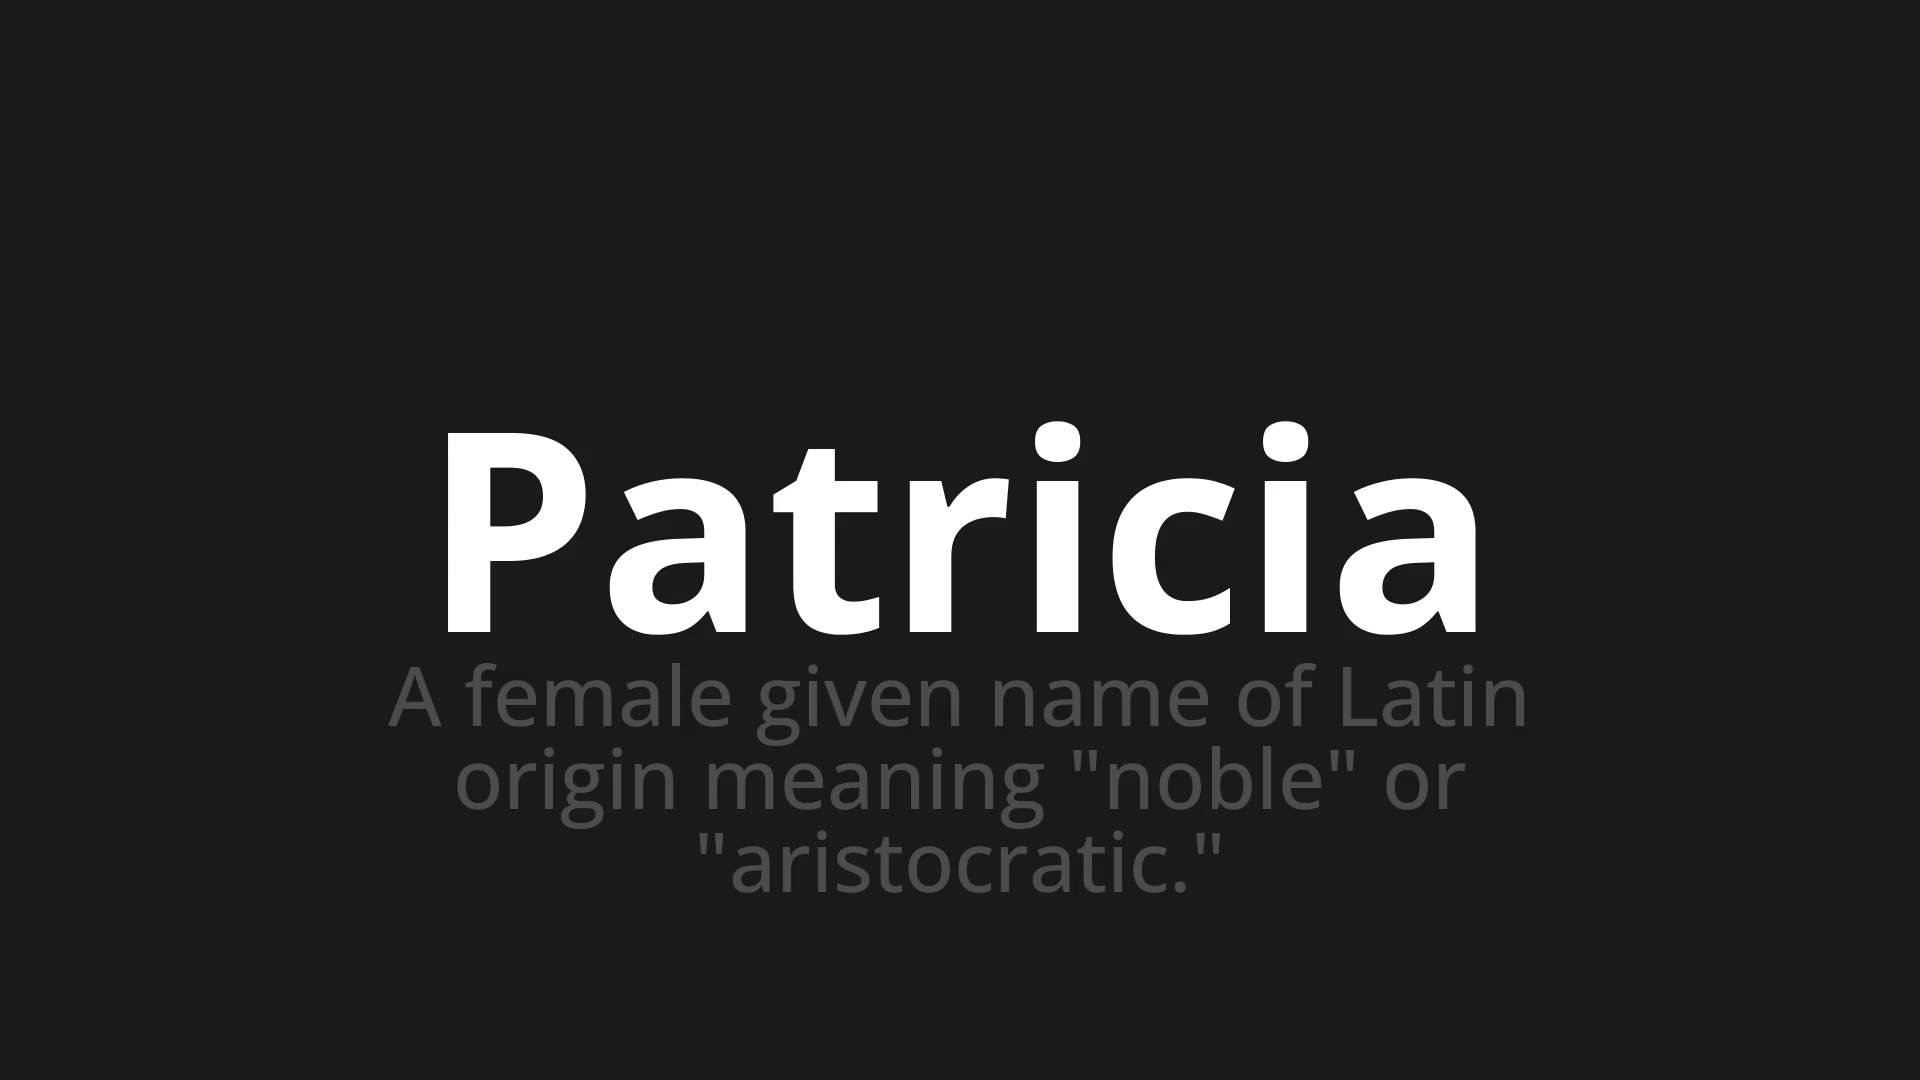 Patricia
A female given name of Latin
origin meaning "noble" or
"aristocratic."